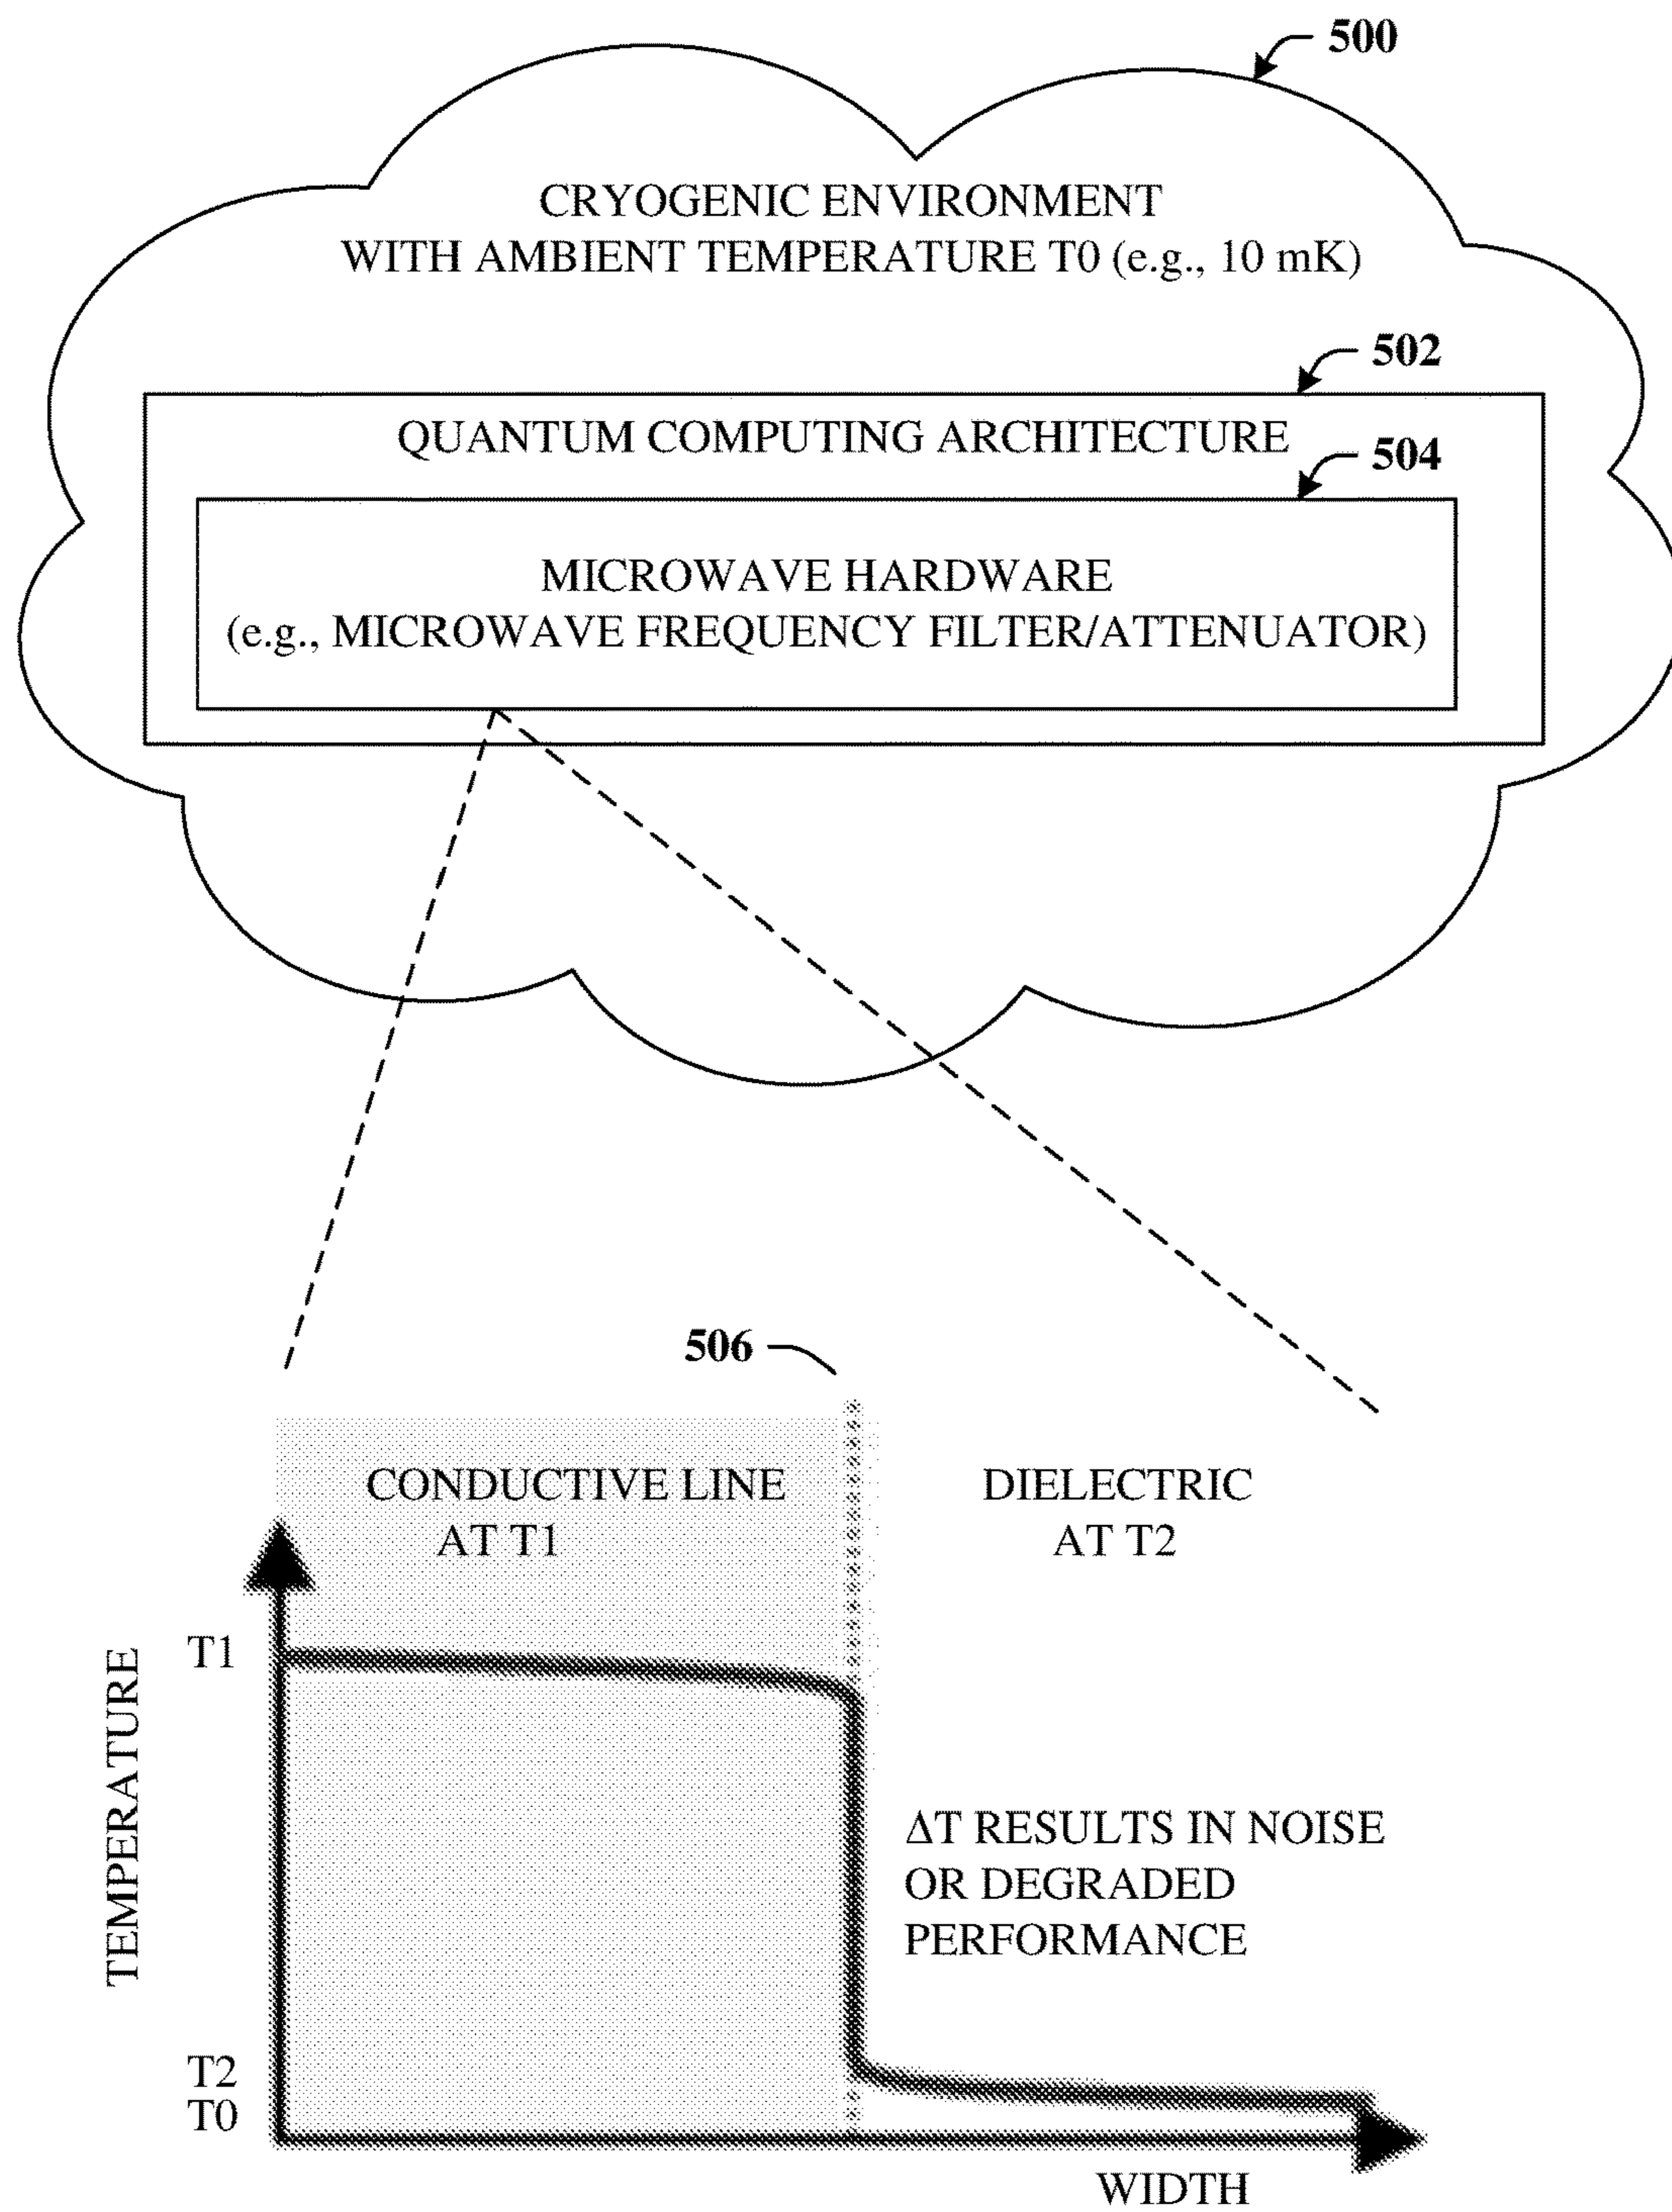 500
CRYOGENIC ENVIRONMENT
WITH AMBIENT TEMPERATURE T0 (e.g., 10 mK)
502
QUANTUM COMPUTING ARCHITECTURE
504
MICROWAVE HARDWARE
(e.g., MICROWAVE FREQUENCY FILTER/ATTENUATOR)
506
CONDUCTIVE LINE
AT T1
DIELECTRIC
AT T2
T1
TEMPERATURE
ΔT RESULTS IN NOISE
OR DEGRADED
PERFORMANCE
T2
T0
WIDTH